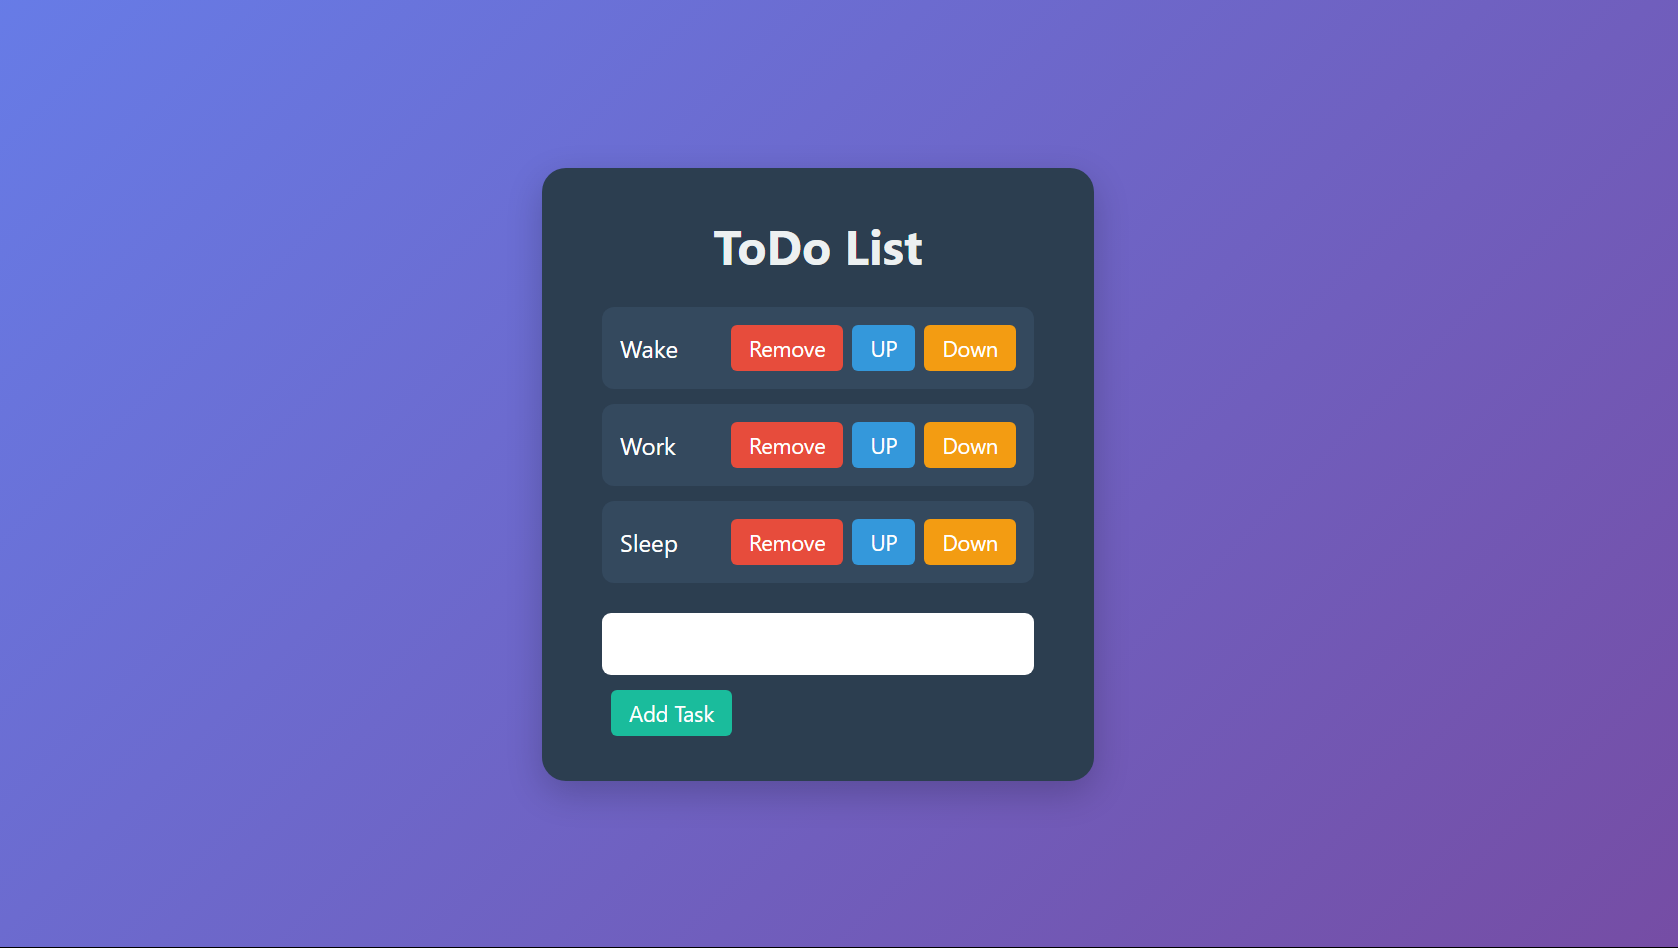 ToDo List
Wake Remove UP Down
Work Remove UP Down
Sleep Remove UP Down
Add Task